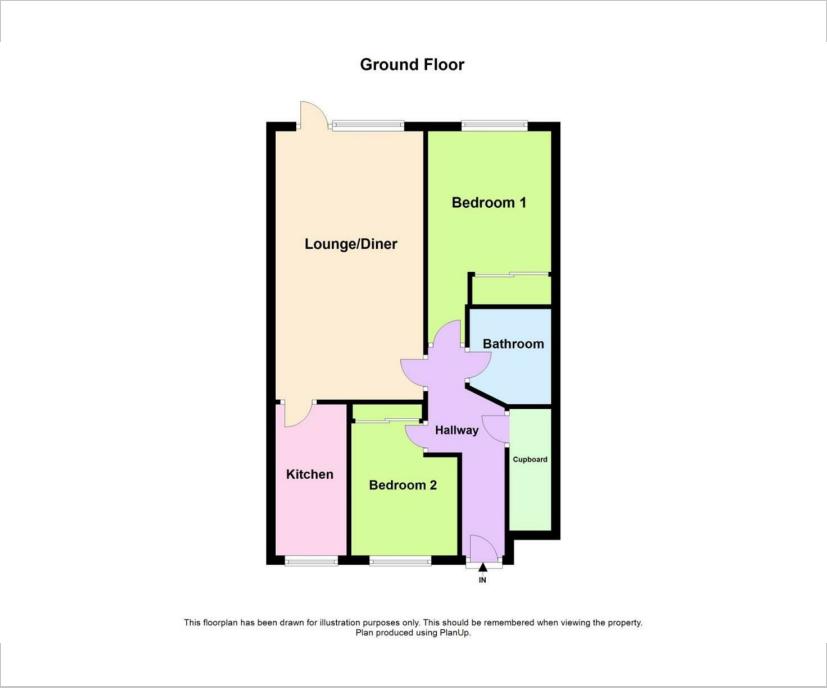 Ground Floor
Bedroom 1
Lounge/Diner
Bathroom
Hallway
Cupboard
Kitchen
Bedroom 2
IN
This floorplan has been drawn for illustration purposes only. This should be remembered when viewing the property.
Plan produced using PlanUp.